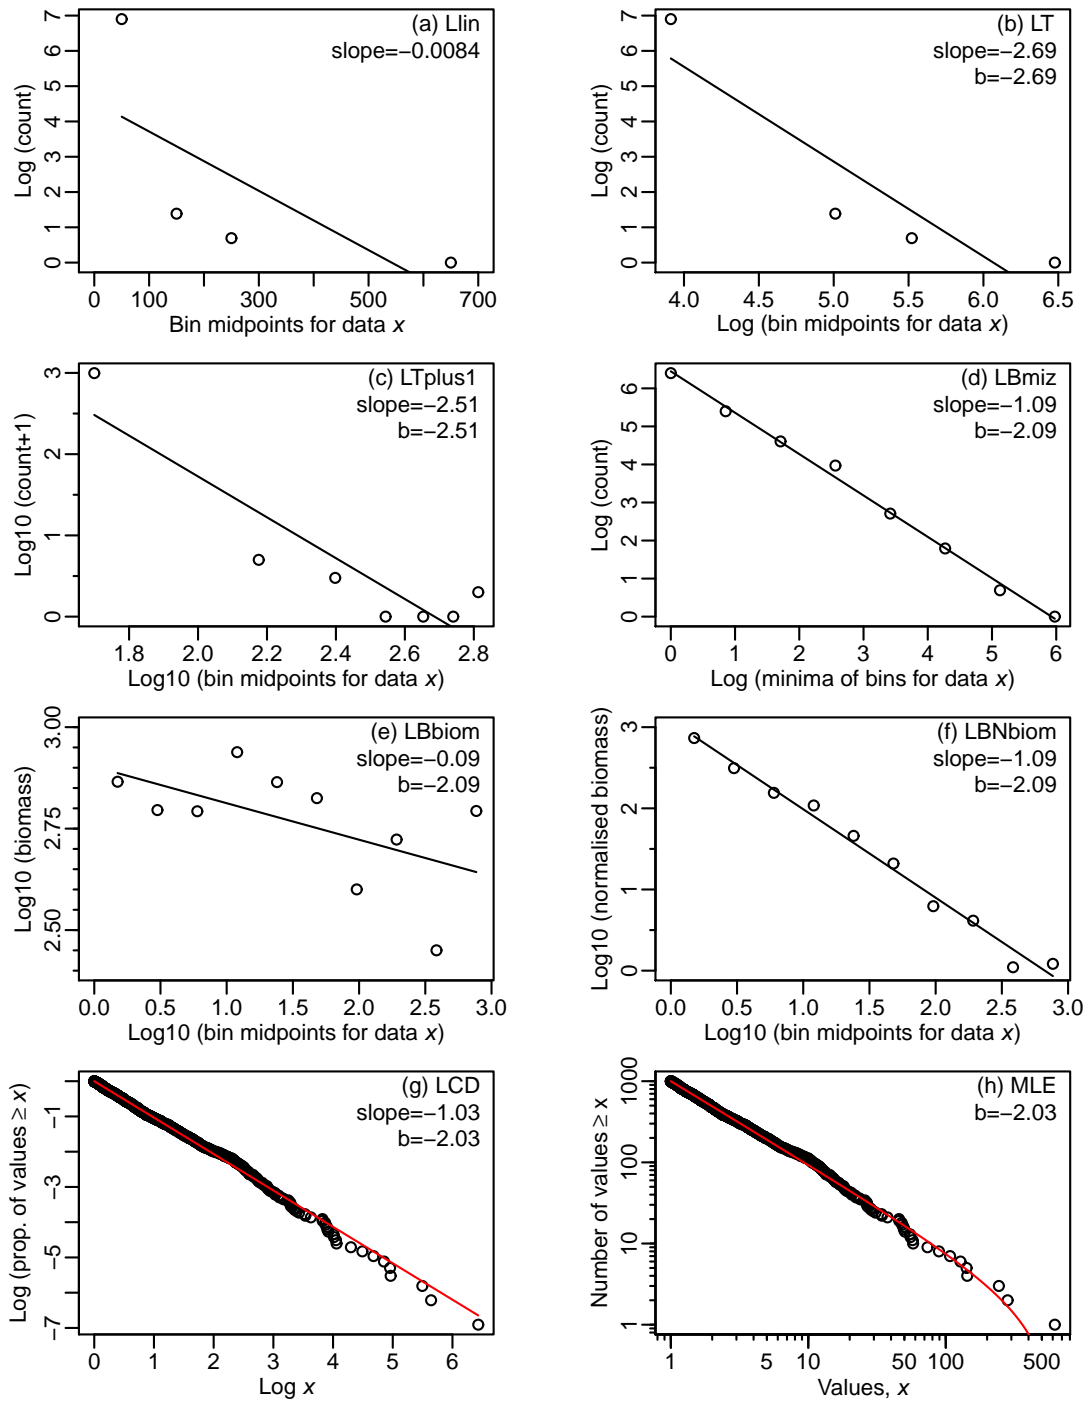 (a) Llin
slope=−0.0084
Log (count)
0 1 2 3 4 5 6 7
0 100 300 500 700
Bin midpoints for data x
(b) LT
slope=−2.69
b=−2.69
Log (count)
0 1 2 3 4 5 6 7
4.0 4.5 5.0 5.5 6.0 6.5
Log (bin midpoints for data x)
(c) LTplus1
slope=−2.51
b=−2.51
Log10 (count+1)
0 1 2 3
1.8 2.0 2.2 2.4 2.6 2.8
Log10 (bin midpoints for data x)
(d) LBmiz
slope=−1.09
b=−2.09
Log (count)
0 1 2 3 4 5 6
0 1 2 3 4 5 6
Log (minima of bins for data x)
(e) LBbiom
slope=−0.09
b=−2.09
Log10 (biomass)
2.50 2.75 3.00
0.0 0.5 1.0 1.5 2.0 2.5 3.0
Log10 (bin midpoints for data x)
(f) LBNbiom
slope=−1.09
b=−2.09
Log10 (normalised biomass)
0 1 2 3
0.0 0.5 1.0 1.5 2.0 2.5 3.0
Log10 (bin midpoints for data x)
(g) LCD
slope=−1.03
b=−2.03
Log (prop. of values ≥ x)
−7 −5 −3 −1
0 1 2 3 4 5 6
Log x
(h) MLE
b=−2.03
Number of values ≥ x
1 10 100 1000
1 5 10 50 100 500
Values, x